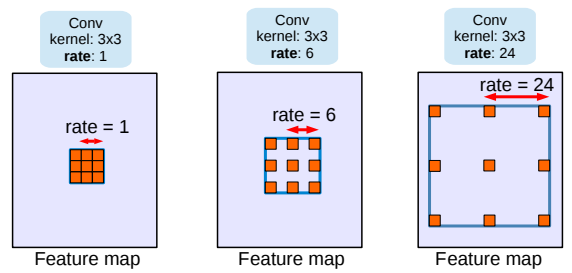 Conv
kernel: 3x3
rate: 1
Conv
kernel: 3x3
rate: 6
Conv
kernel: 3x3
rate: 24
rate = 1
rate = 6
rate = 24
Feature map
Feature map
Feature map